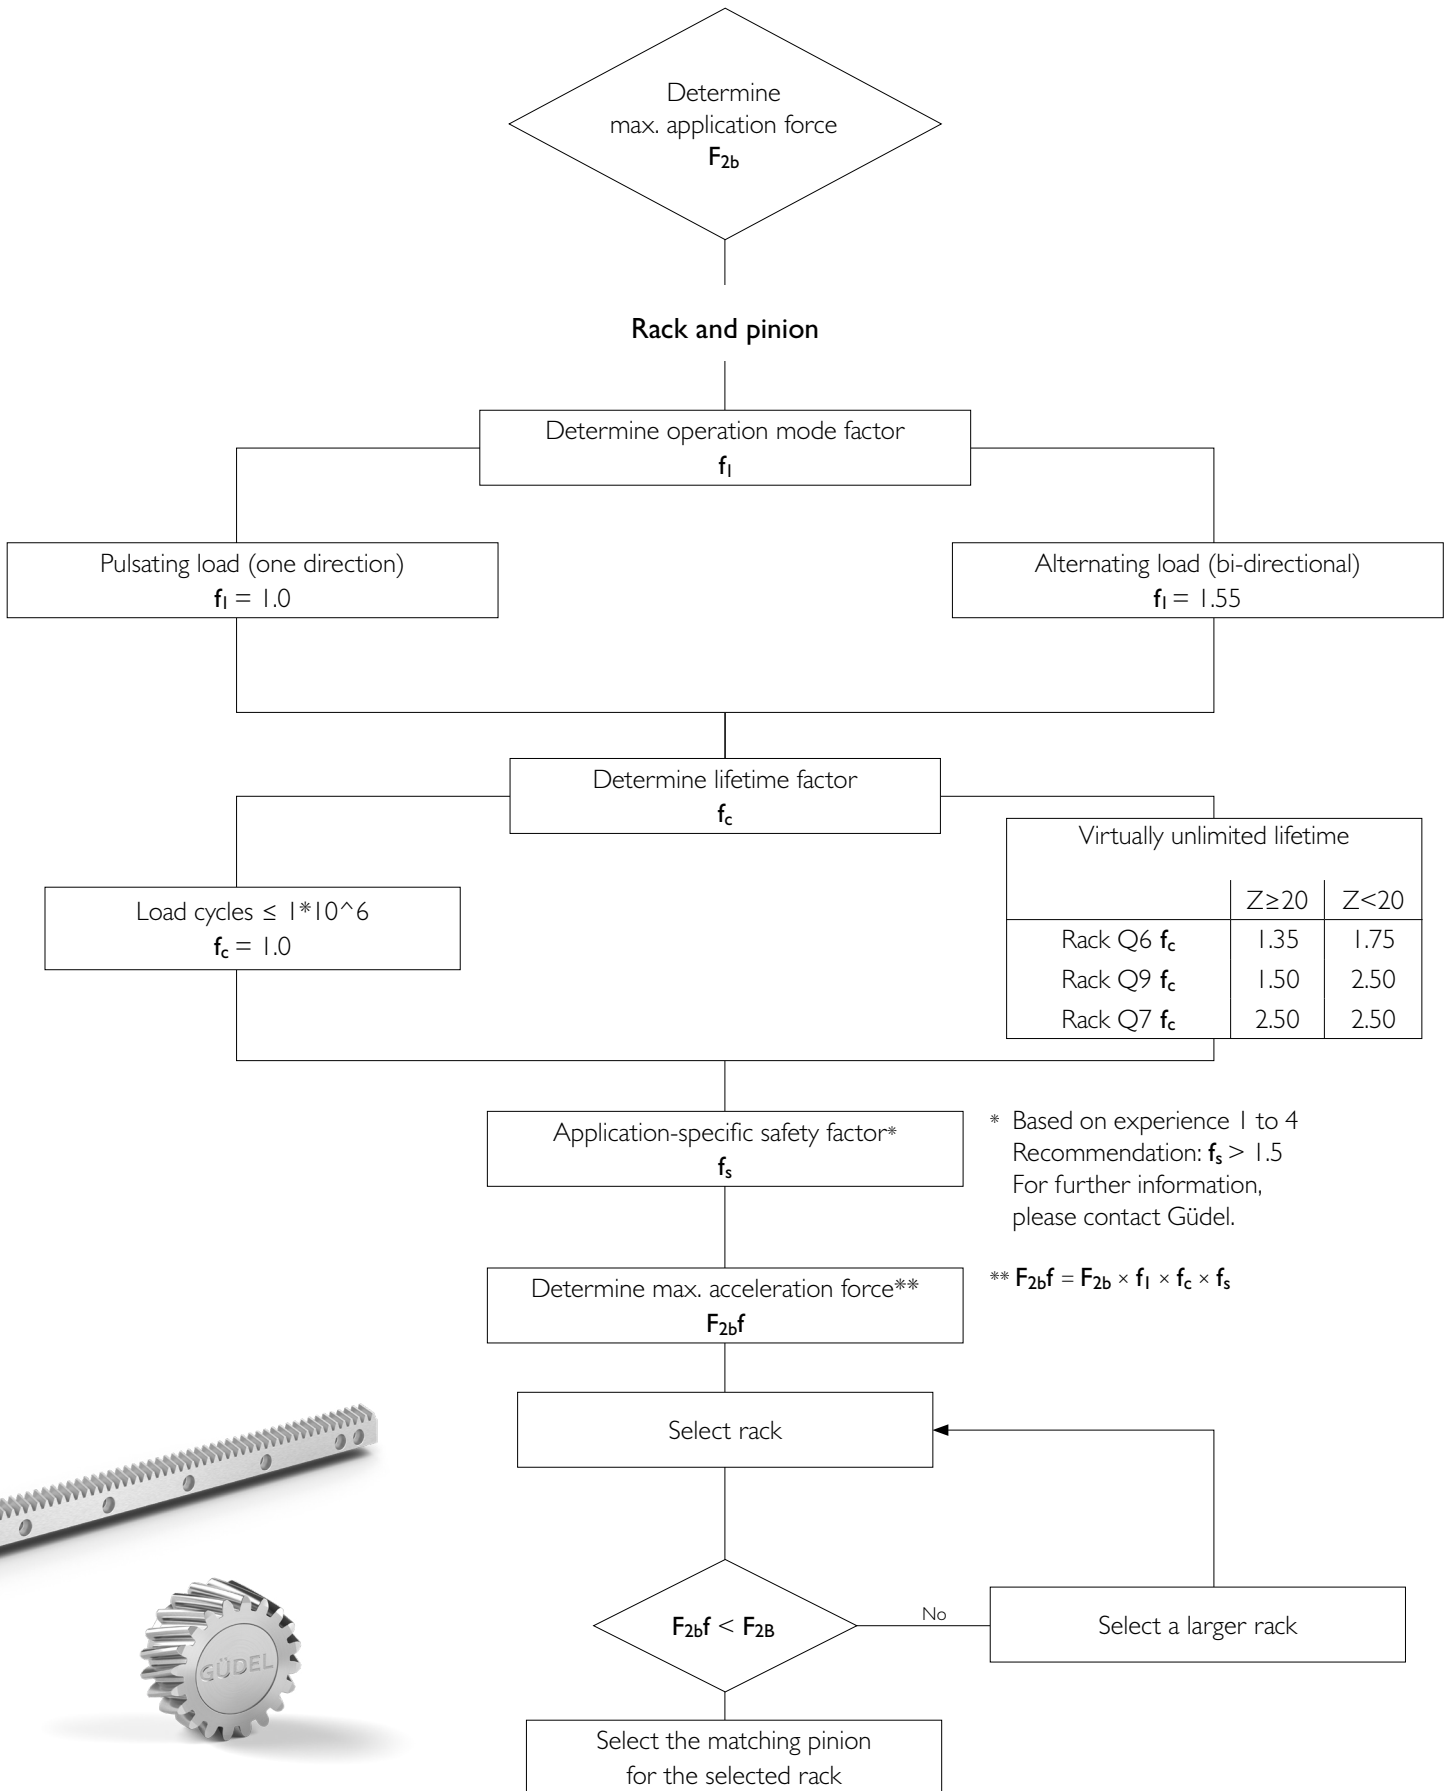 Determine
max. application force
F2b
Rack and pinion
Determine operation mode factor
f1
Pulsating load (one direction)
f1 = 1.0
Alternating load (bi-directional)
f1 = 1.55
Determine lifetime factor
fc
Load cycles ≤ 1*10^6
fc = 1.0
Virtually unlimited lifetime
Z≥20 Z<20
Rack Q6 fc 1.35 1.75
Rack Q9 fc 1.50 2.50
Rack Q7 fc 2.50 2.50
Application-specific safety factor*
fs
* Based on experience 1 to 4
Recommendation: fs > 1.5
For further information,
please contact Güdel.
Determine max. acceleration force**
F2bf
** F2bf = F2b × f1 × fc × fs
Select rack
F2bf < F2B
No
Select a larger rack
GÜDEL
Select the matching pinion
for the selected rack